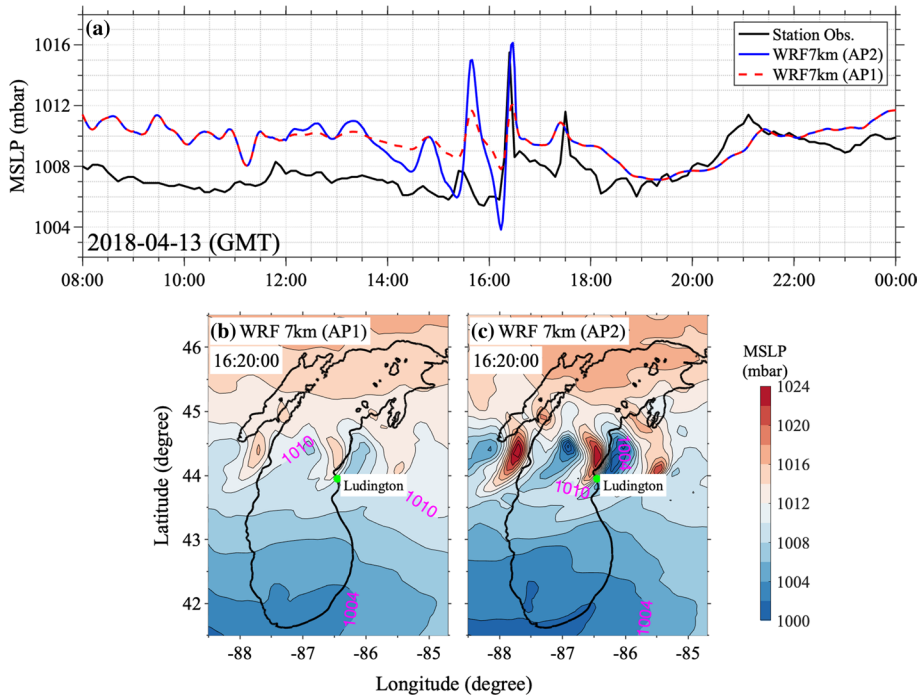 (a)
Station Obs.
WRF7km (AP2)
WRF7km (AP1)
MSLP (mbar)
1016
1012
1008
1004
2018-04-13 (GMT)
08:00 10:00 12:00 14:00 16:00 18:00 20:00 22:00 00:00
(b) WRF 7km (AP1)
16:20:00
1010
Ludington
1010
1004
(c) WRF 7km (AP2)
16:20:00
1001
1010
Ludington
1004
MSLP
(mbar)
1024
1020
1016
1012
1008
1004
1000
Latitude (degree)
46
45
44
43
42
-88 -87 -86 -85
-88 -87 -86 -85
Longitude (degree)